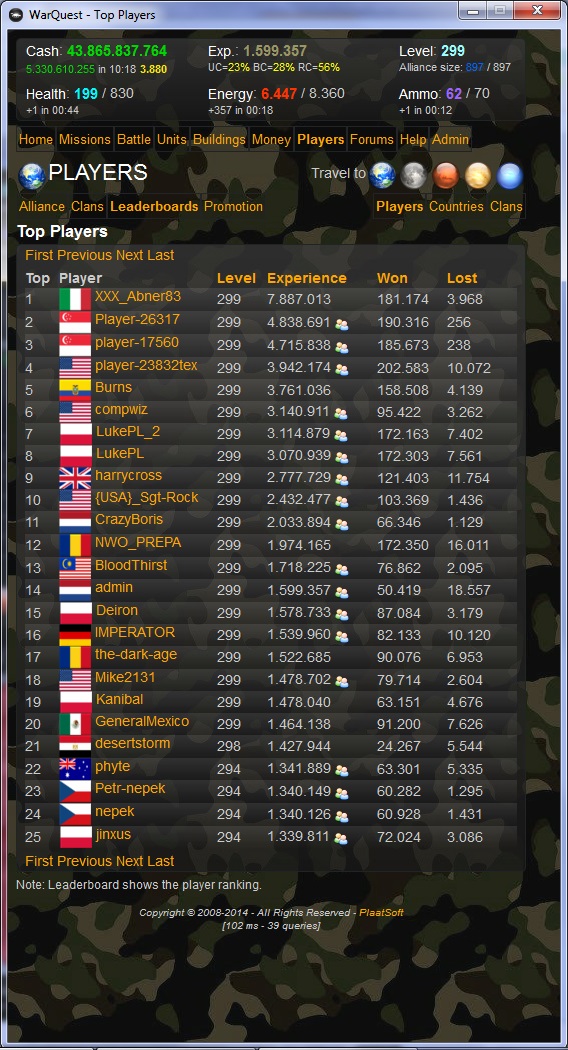 WarQuest - Top Players
Cash: 43.865.837.764 Exp.: 1.599.357 Level: 299
5.330.610.255 in 10:18 3.880 UC=23% BC=28% RC=56% Alliance size: 897 / 897
Health: 199 / 830 Energy: 6.447 / 8.360 Ammo: 62 / 70
+1 in 00:44 +357 in 00:18 +1 in 00:12
Home Missions Battle Units Buildings Money Players Forums Help Admin
PLAYERS Travel to
Alliance Clans Leaderboards Promotion Players Countries Clans
Top Players
First Previous Next Last
Top Player Level Experience Won Lost
1 XXX_Abner83 299 7.887.013 181.174 3.968
2 Player-26317 299 4.838.691 190.316 256
3 player-17560 299 4.715.838 185.673 238
4 player-23832tex 299 3.942.174 202.583 10.072
5 Burns 299 3.761.036 158.508 4.139
6 compwiz 299 3.140.911 95.422 3.262
7 LukePL_2 299 3.114.879 172.163 7.402
8 LukePL 299 3.070.939 172.303 7.561
9 harrycross 299 2.777.729 121.403 11.754
10 {USA}_Sgt-Rock 299 2.432.477 103.369 1.436
11 CrazyBoris 299 2.033.894 66.346 1.129
12 NWO_PREPA 299 1.974.165 172.350 16.011
13 BloodThirst 299 1.718.225 76.862 2.095
14 admin 299 1.599.357 50.419 18.557
15 Deiron 299 1.578.733 87.084 3.179
16 IMPERATOR 299 1.539.960 82.133 10.120
17 the-dark-age 299 1.522.685 90.076 6.953
18 Mike2131 299 1.478.702 79.714 2.604
19 Kanibal 299 1.478.040 63.151 4.676
20 GeneralMexico 299 1.464.138 91.200 7.626
21 desertstorm 298 1.427.944 24.267 5.544
22 phyte 294 1.341.889 63.301 5.335
23 Petr-nepek 294 1.340.149 60.282 1.295
24 nepek 294 1.340.126 60.928 1.431
25 jinxus 294 1.339.811 72.024 3.086
First Previous Next Last
Note: Leaderboard shows the player ranking.
Copyright © 2008-2014 - All Rights Reserved - PlaatSoft
[102 ms - 39 queries]